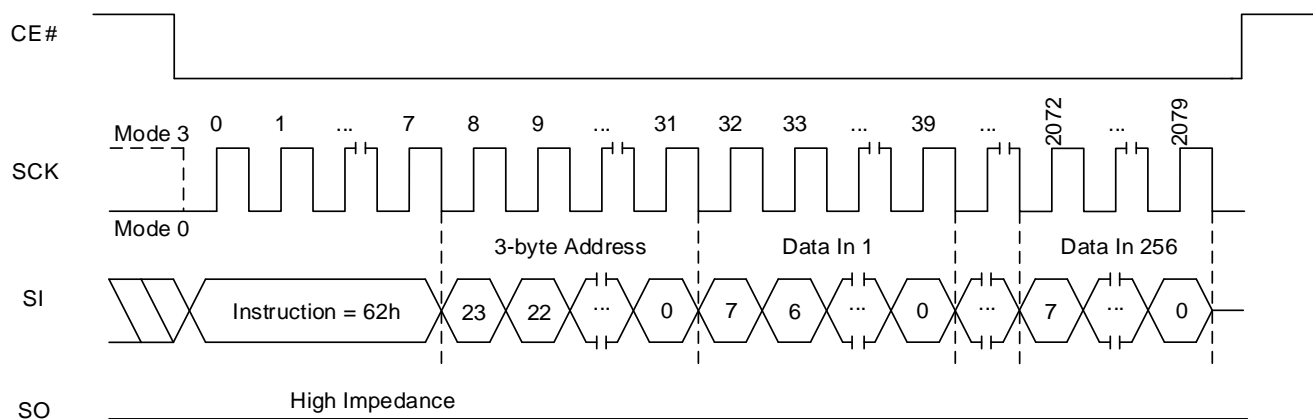 CE#
0 1 ... 7 8 9 ... 31 32 33 ... 39 ... 2072 ... 2079
Mode 3
SCK
Mode 0
3-byte Address Data In 1 Data In 256
SI Instruction = 62h 23 22 ... 0 7 6 ... 0 ... 7 ... 0
High Impedance
SO